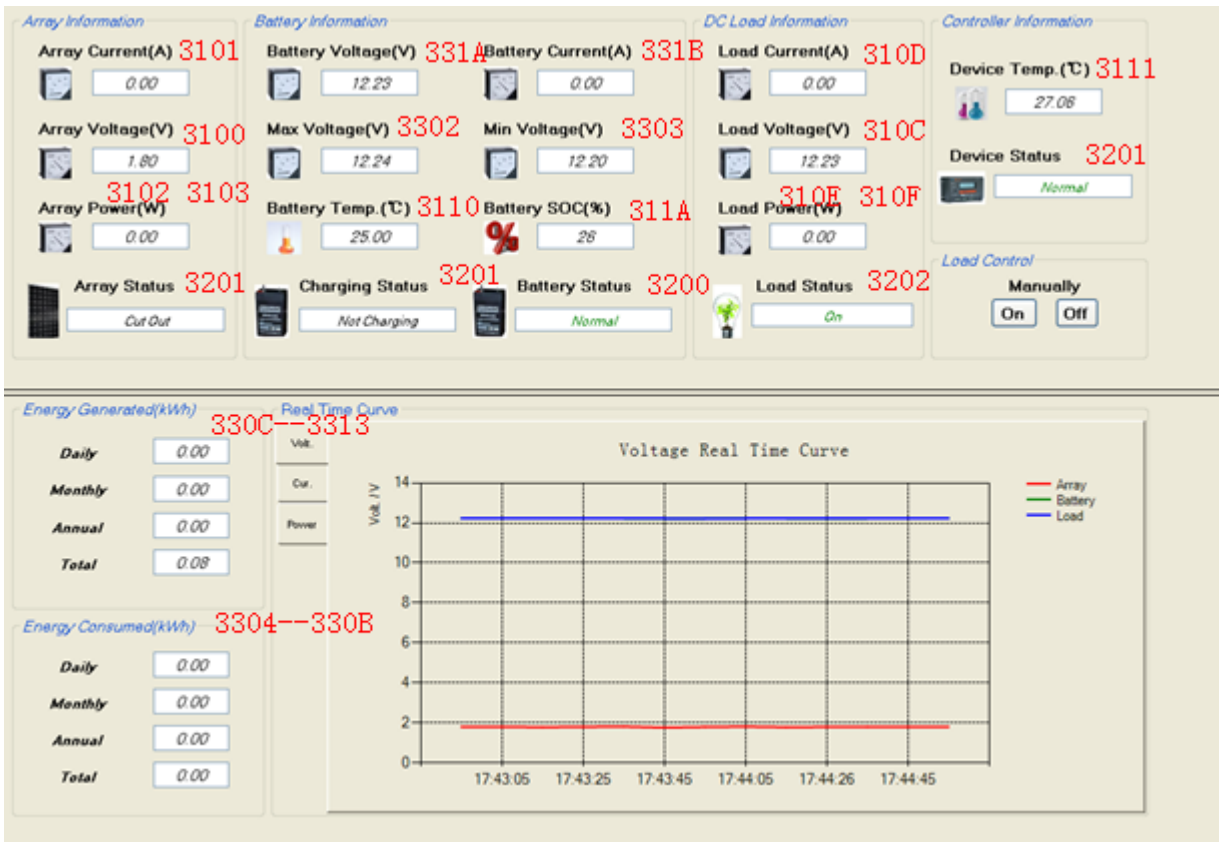 Array Information
Array Current(A) 3101
0.00
Array Voltage(V) 3100
1.80
3102 3103
Array Power(W)
0.00
Array Status 3201
Cut Out
Battery Information
Battery Voltage(V) 331A
12.23
Battery Current(A) 331B
0.00
Max Voltage(V) 3302
12.24
Min Voltage(V) 3303
12.20
Battery Temp.(℃) 3110
25.00
Battery SOC(%) 311A
%
26
Charging Status 3201
Not Charging
Battery Status 3200
Normal
DC Load Information
Load Current(A) 310D
0.00
Load Voltage(V) 310C
12.23
310E 310F
Load Power(W)
0.00
Load Status 3202
On
Controller Information
Device Temp.(℃) 3111
27.06
Device Status 3201
Normal
Load Control
Manually
On Off
Energy Generated(kWh)
330C--3313
Daily 0.00
Monthly 0.00
Annual 0.00
Total 0.08
Energy Consumed(kWh) 3304--330B
Daily 0.00
Monthly 0.00
Annual 0.00
Total 0.00
Real Time Curve
Volt.
Cur.
Power
Voltage Real Time Curve
Volt. / V
14
12
10
8
6
4
2
0
17:43:05 17:43:25 17:43:45 17:44:05 17:44:26 17:44:45
Array
Battery
Load